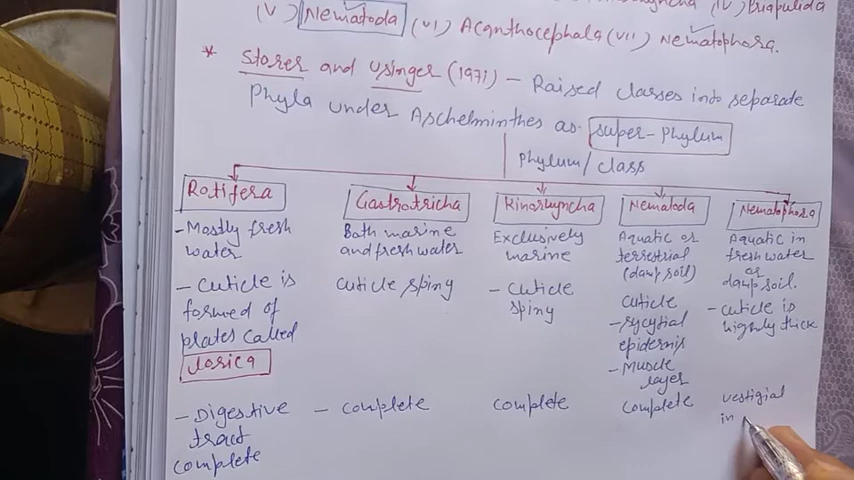 (IV) Priapulida
(V) Nematoda (VI) Acanthocephala (VII) Nematophora.
* Storer and Usinger (1971) - Raised classes into separate
Phyla under Aschelminthes as super-Phylum
Phylum/class
Rotifera
- Mostly fresh
water
- Cuticle is
formed of
plates called
lorica
- Digestive
tract
complete
Gastrotricha
Both marine
and fresh water
cuticle spiny
- complete
Kinorhyncha
Exclusively
marine
- cuticle
spiny
complete
Nematoda
Aquatic or
terrestrial
(damp soil)
cuticle
- sycytial
epidermis
- Muscle
layer
complete
Nematophora
Aquatic in
fresh water
or
damp soil.
- cuticle is
highly thick
vestigial
in